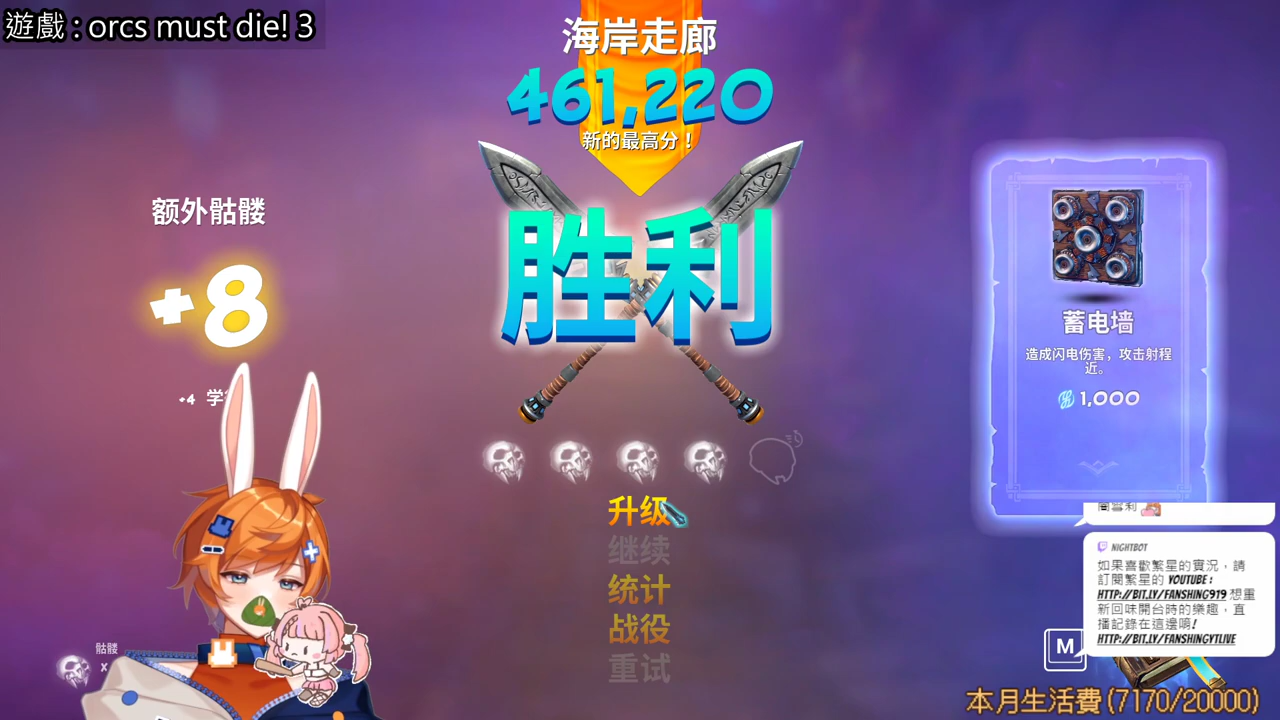 遊戲 : orcs must die! 3
海岸走廊
461,220
新的最高分！
胜利
额外骷髅
+8
+4 学
蓄电墙
造成闪电伤害，攻击射程
近。
1,000
升级
继续
统计
战役
重试
骷髅
x
NIGHTBOT
如果喜歡繁星的實況，請
訂閱繁星的 YOUTUBE :
HTTP://BIT.LY/FANSHING919 想重
新回味開台時的樂趣，直
播記錄在這邊唷!
HTTP://BIT.LY/FANSHINGYTLIVE
M
本月生活費 (7170/20000)